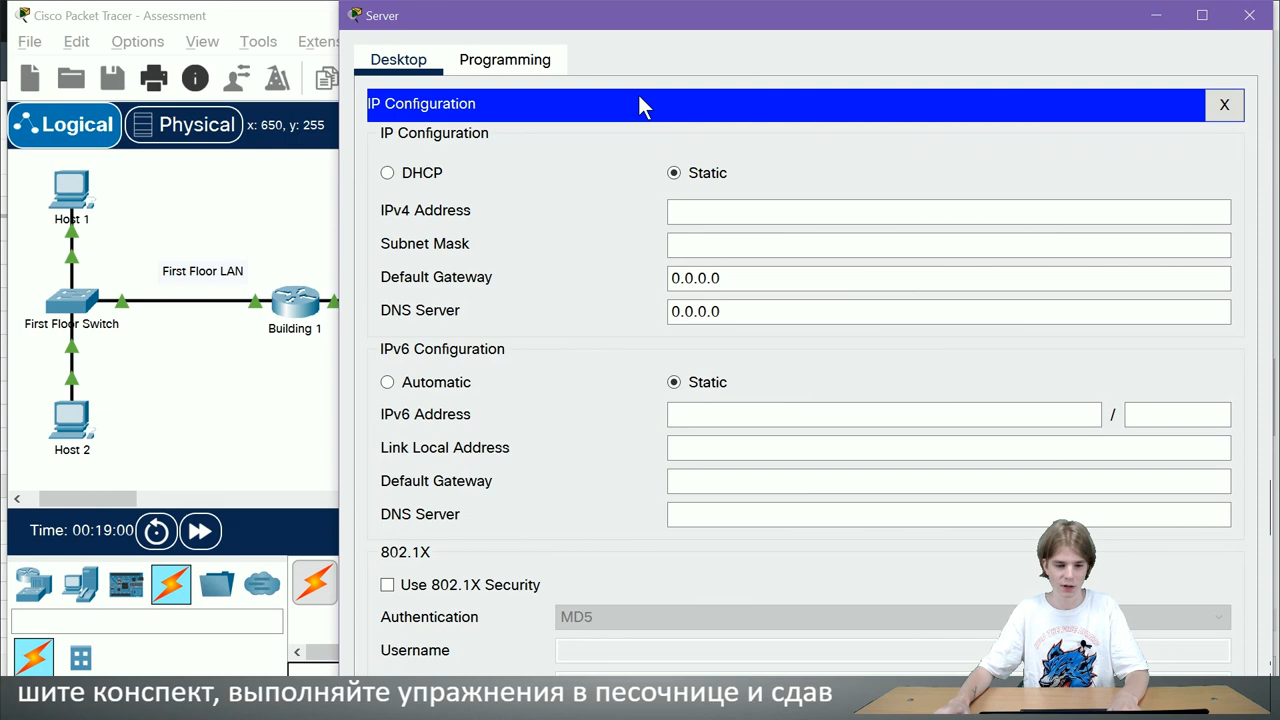 Cisco Packet Tracer - Assessment
File Edit Options View Tools Extens
Logical
Physical
x: 650, y: 255
Host 1
First Floor LAN
First Floor Switch
Building 1
Host 2
Time: 00:19:00
Server
Desktop
Programming
IP Configuration
X
IP Configuration
DHCP
Static
IPv4 Address
Subnet Mask
Default Gateway
0.0.0.0
DNS Server
0.0.0.0
IPv6 Configuration
Automatic
Static
IPv6 Address
/
Link Local Address
Default Gateway
DNS Server
802.1X
Use 802.1X Security
Authentication
MD5
Username
шите конспект, выполняйте упражнения в песочнице и сдав